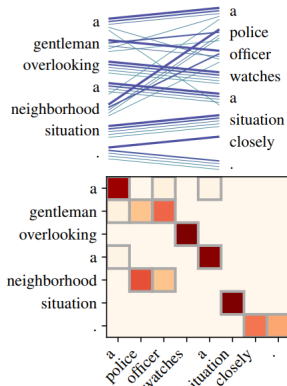 a
gentleman
overlooking
a
neighborhood
situation
.
a
police
officer
watches
a
situation
closely
.
a
gentleman
overlooking
a
neighborhood
situation
.
a
police
officer
watches
a
situation
closely
.